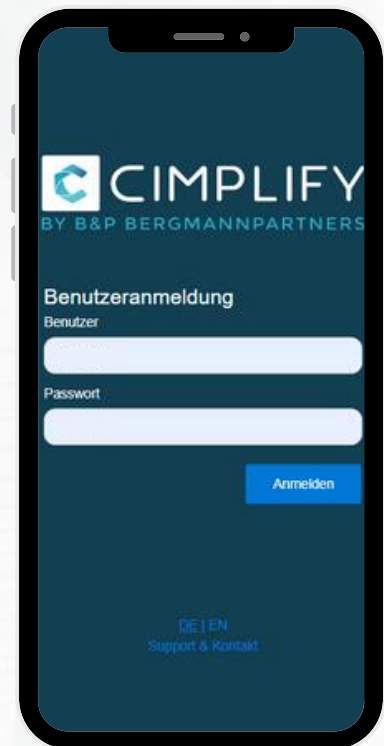 CIMPLIFY
BY B&P BERGMANNPARTNERS
Benutzeranmeldung
Benutzer
Passwort
Anmelden
DE | EN
Support & Kontakt